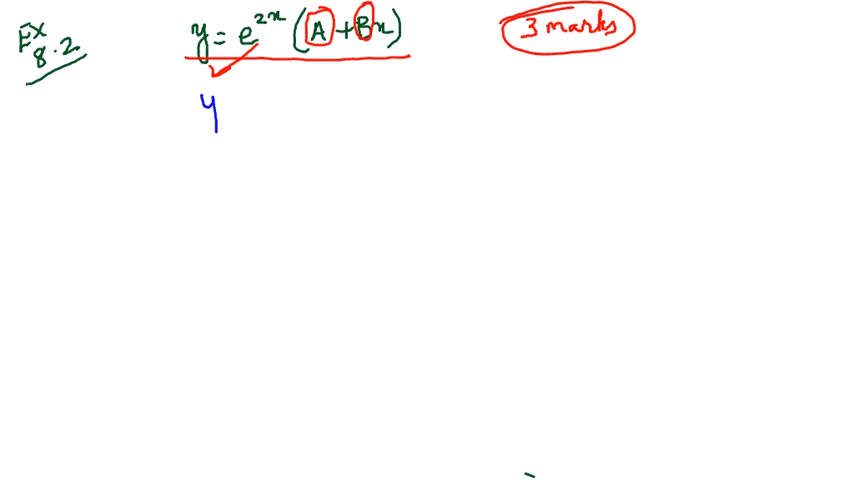 Ex 8.2
y = e^{2x} (A + Bx)
3 marks
y